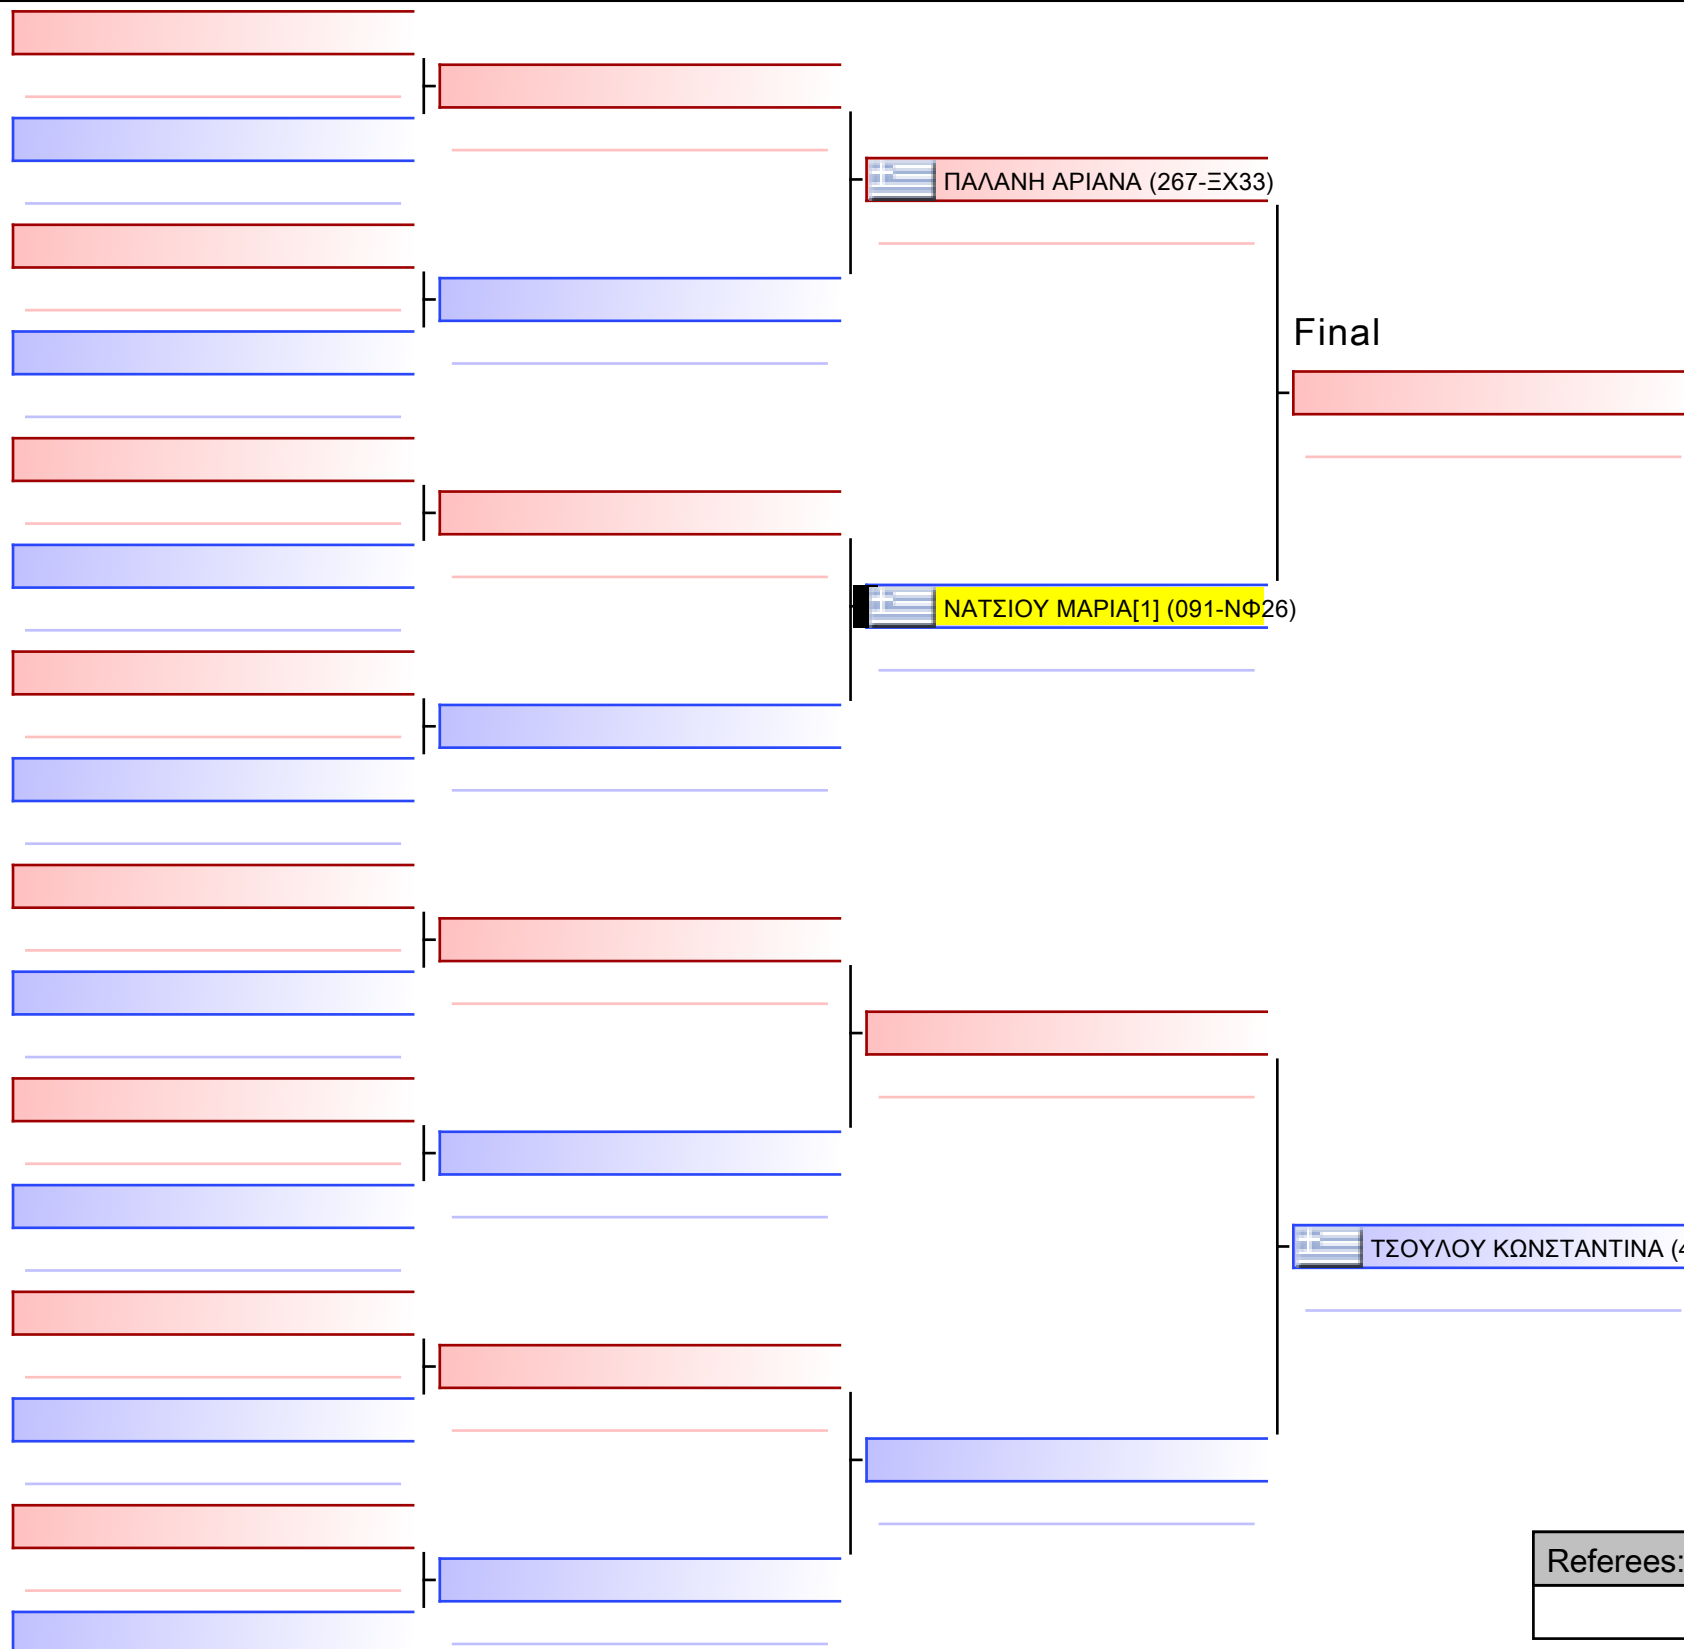 ΠΑΛΑΝΗ ΑΡΙΑΝΑ (267-ΞΧ33)
Final
ΝΑΤΣΙΟΥ ΜΑΡΙΑ[1] (091-ΝΦ26)
ΤΣΟΥΛΟΥ ΚΩΝΣΤΑΝΤΙΝΑ
Referees: